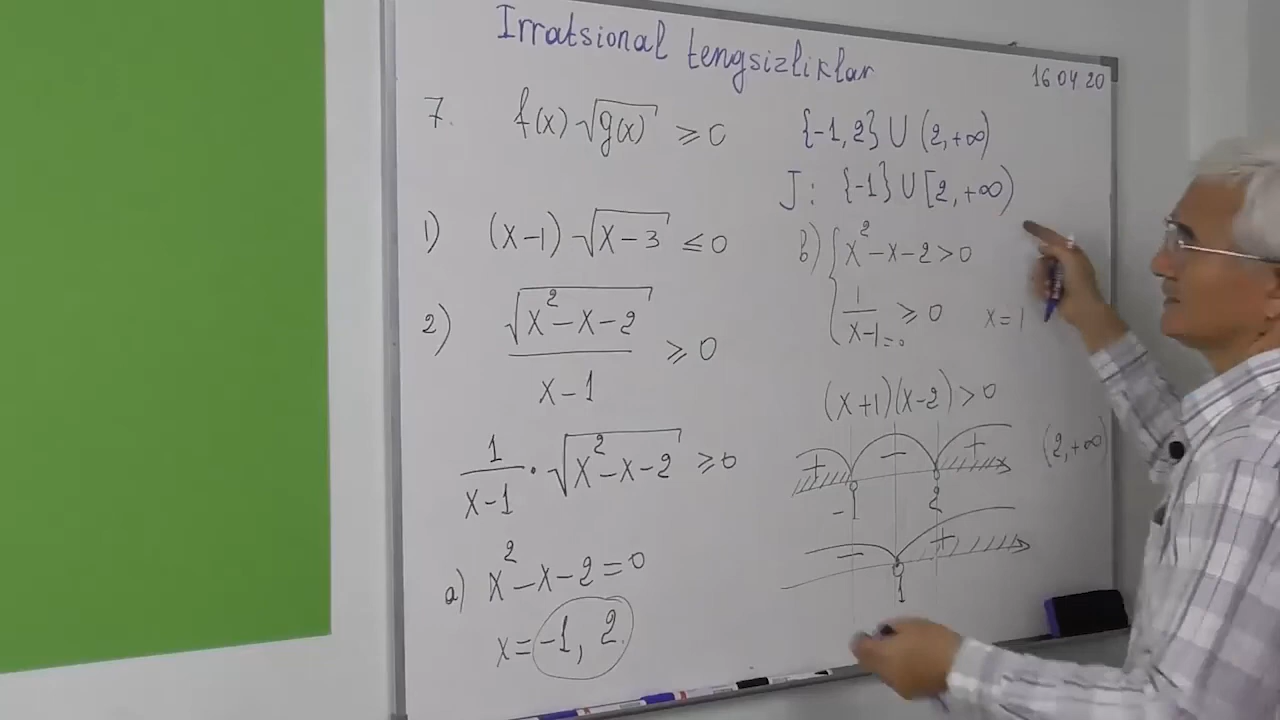 Irratsional tengsizliklar
16 04 20
7. f(x) √g(x) ≥ 0
1) (x-1) √x-3 ≤ 0
2) √x²-x-2 / x-1 ≥ 0
1/x-1 · √x²-x-2 ≥ 0
a) x²-x-2=0
x= -1, 2.
{-1, 2} ∪ (2, +∞)
J: {-1} ∪ [2, +∞)
b) { x²-x-2>0
1/x-1 ≥ 0
=0
x=1
(x+1)(x-2)>0
+ - +
(2, +∞)
-1 2
- +
1